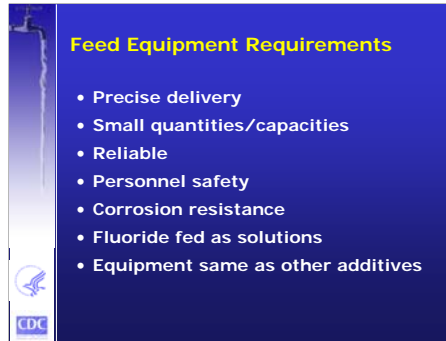 Feed Equipment Requirements
• Precise delivery
• Small quantities/capacities
• Reliable
• Personnel safety
• Corrosion resistance
• Fluoride fed as solutions
• Equipment same as other additives
CDC